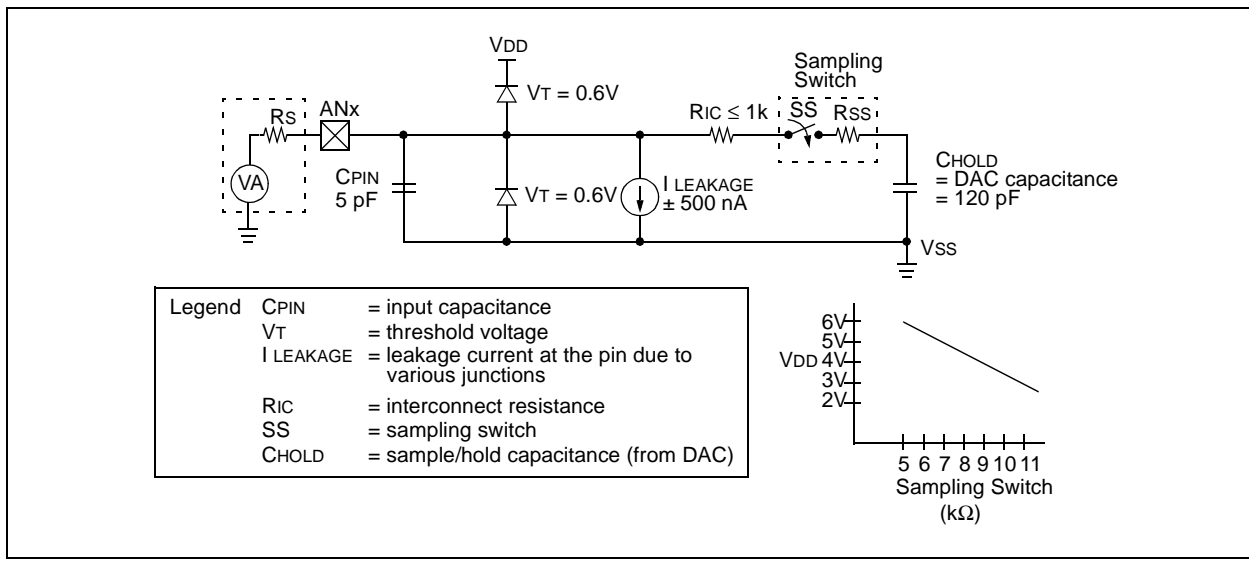 VDD
Sampling
Switch
VT = 0.6V
ANx
RS
RIC ≤ 1k
SS
RSS
VA
CPIN
5 pF
VT = 0.6V
I LEAKAGE
± 500 nA
CHOLD
= DAC capacitance
= 120 pF
VSS
Legend CPIN = input capacitance
VT = threshold voltage
I LEAKAGE = leakage current at the pin due to
various junctions
RIC = interconnect resistance
SS = sampling switch
CHOLD = sample/hold capacitance (from DAC)
6V
5V
VDD 4V
3V
2V
5 6 7 8 9 10 11
Sampling Switch
(kΩ)